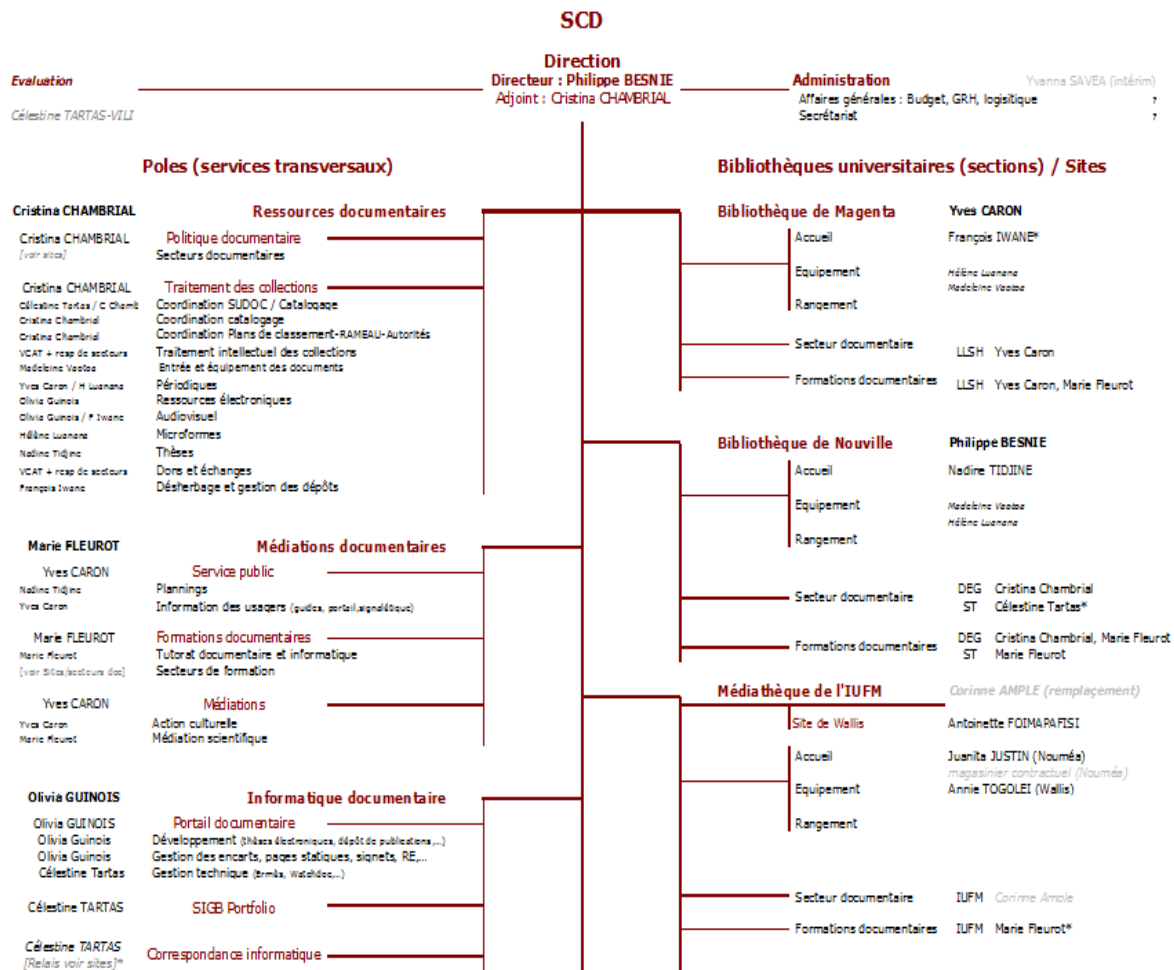 SCD
Direction
Directeur : Philippe BESNIE
Adjoint : Cristina CHAMBRIAL
Evaluation
Célestine TARTAS-VILI
Administration Yvanna SAVEA (intérim)
Affaires générales : Budget, GRH, logisitique ?
Secrétariat ?
Poles (services transversaux)
Cristina CHAMBRIAL Ressources documentaires
Cristina CHAMBRIAL Politique documentaire
[voir sites] Secteurs documentaires
Cristina CHAMBRIAL Traitement des collections
Célestine Tartas / C Chamb Coordination SUDOC / Catalogage
Cristina Chambrial Coordination catalogage
Cristina Chambrial Coordination Plans de classement-RAMEAU-Autorités
VCAT + resp de secteurs Traitement intellectuel des collections
Madeleine Vaotaa Entrée et équipement des documents
Yves Caron / H Luanana Périodiques
Olivia Guinois Ressources électroniques
Olivia Guinois / F Iwane Audiovisuel
Hélène Luanana Microformes
Nadine Tidjine Thèses
VCAT + resp de secteurs Dons et échanges
François Iwane Désherbage et gestion des dépôts
Marie FLEUROT Médiations documentaires
Yves CARON Service public
Nadine Tidjine Plannings
Yves Caron Information des usagers (guides, portail,signalétique)
Marie FLEUROT Formations documentaires
Marie Fleurot Tutorat documentaire et informatique
[voir Sites/secteurs doc] Secteurs de formation
Yves CARON Médiations
Yves Caron Action culturelle
Marie Fleurot Médiation scientifique
Olivia GUINOIS Informatique documentaire
Olivia GUINOIS Portail documentaire
Olivia Guinois Développement (thèses électroniques, dépôt de publications,...)
Olivia Guinois Gestion des encarts, pages statiques, signets, RE,...
Célestine Tartas Gestion technique (Ermès, Watchdoc,...)
Célestine TARTAS SIGB Portfolio
Célestine TARTAS Correspondance informatique
[Relais voir sites]*
Bibliothèques universitaires (sections) / Sites
Bibliothèque de Magenta Yves CARON
Accueil François IWANE*
Equipement Hélène Luanana
Madeleine Vaotaa
Rangement
Secteur documentaire LLSH Yves Caron
Formations documentaires LLSH Yves Caron, Marie Fleurot
Bibliothèque de Nouville Philippe BESNIE
Accueil Nadine TIDJINE
Equipement Madeleine Vaotaa
Hélène Luanana
Rangement
Secteur documentaire DEG Cristina Chambrial
ST Célestine Tartas*
Formations documentaires DEG Cristina Chambrial, Marie Fleurot
ST Marie Fleurot
Médiathèque de l'IUFM Corinne AMPLE (remplaçement)
Site de Wallis Antoinette FOIMAPAFISI
Accueil Juanita JUSTIN (Nouméa)
magasinier contractuel (Nouméa)
Equipement Annie TOGOLEI (Wallis)
Rangement
Secteur documentaire IUFM Corinne Ample
Formations documentaires IUFM Marie Fleurot*